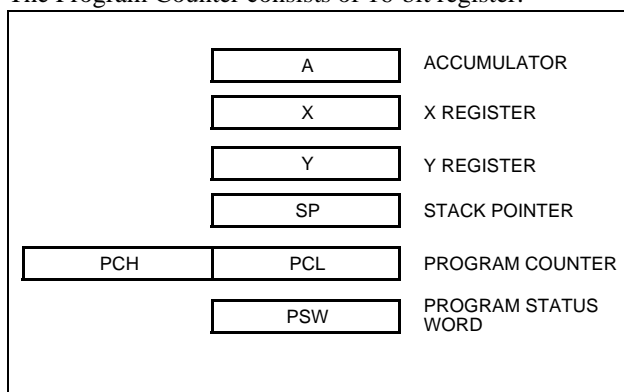 The Program Counter consists of 16-bit register.
A ACCUMULATOR
X X REGISTER
Y Y REGISTER
SP STACK POINTER
PCH PCL PROGRAM COUNTER
PSW PROGRAM STATUS
WORD